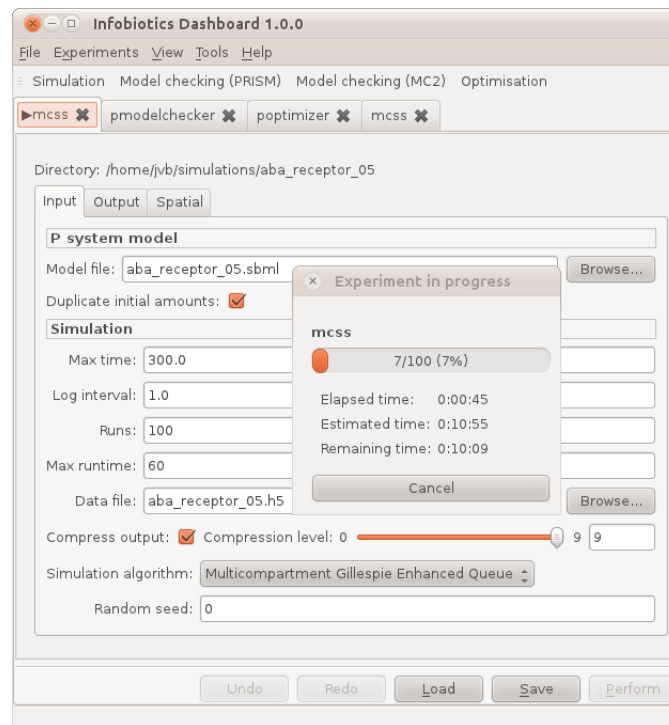 Infobiotics Dashboard 1.0.0
File Experiments View Tools Help
Simulation Model checking (PRISM) Model checking (MC2) Optimisation
mcss pmodelchecker poptimizer mcss
Directory: /home/jvb/simulations/aba_receptor_05
Input Output Spatial
P system model
Model file: aba_receptor_05.sbml Browse...
Duplicate initial amounts:
Experiment in progress
mcss
7/100 (7%)
Elapsed time: 0:00:45
Estimated time: 0:10:55
Remaining time: 0:10:09
Cancel
Simulation
Max time: 300.0
Log interval: 1.0
Runs: 100
Max runtime: 60
Data file: aba_receptor_05.h5 Browse...
Compress output: Compression level: 0 9 9
Simulation algorithm: Multicompartment Gillespie Enhanced Queue
Random seed: 0
Undo Redo Load Save Perform